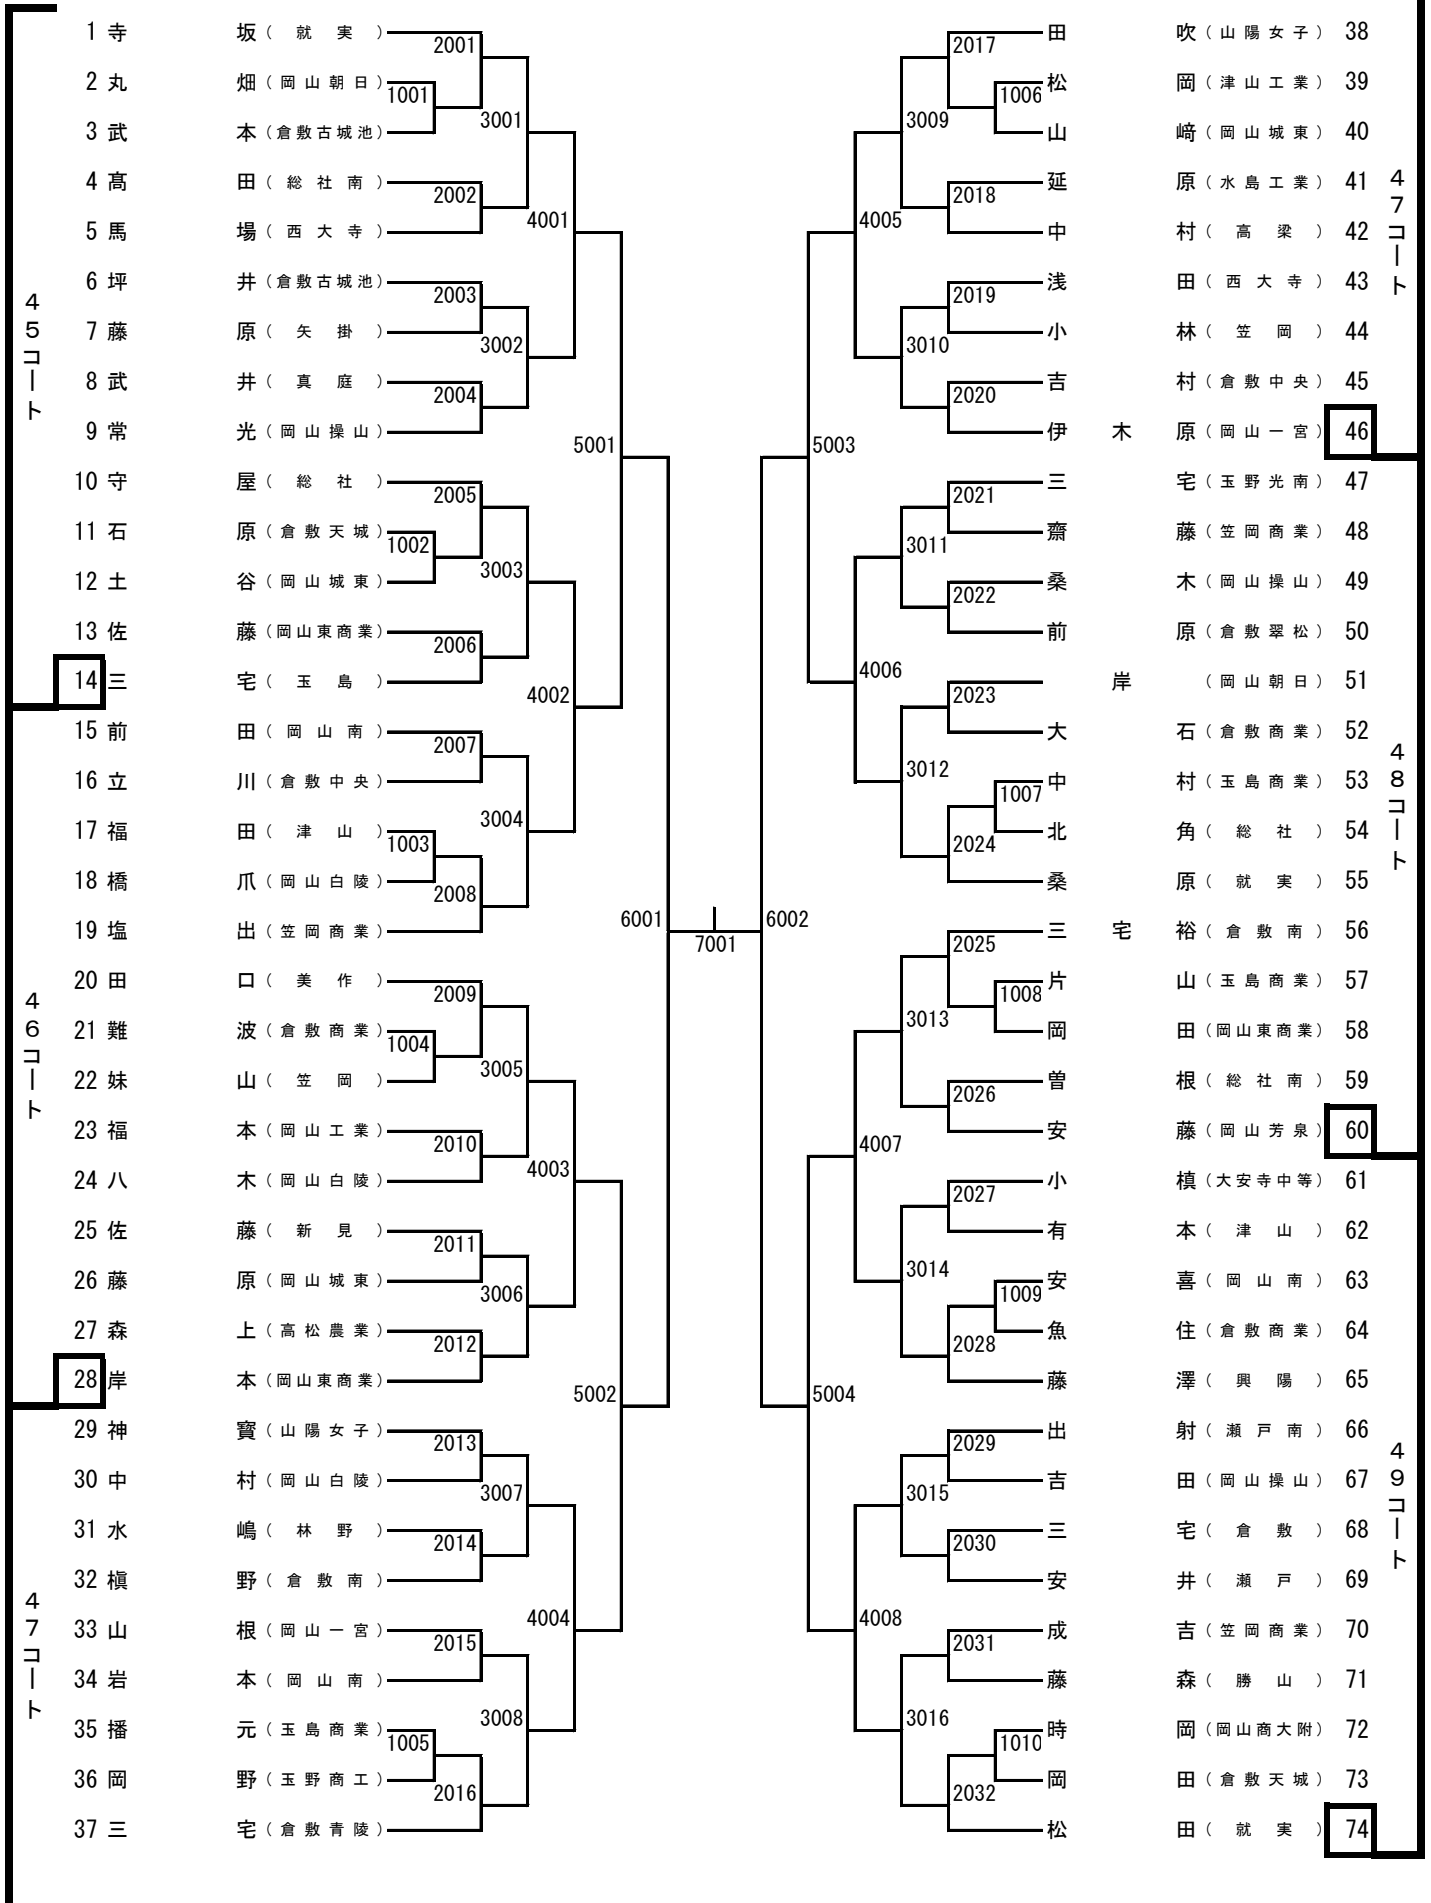 1 寺坂（就実）
2 丸畑（岡山朝日）
3 武本（倉敷古城池）
4 髙田（総社南）
5 馬場（西大寺）
6 坪井（倉敷古城池）
7 藤原（矢掛）
8 武井（真庭）
9 常光（岡山操山）
10 守屋（総社）
11 石原（倉敷天城）
12 土谷（岡山城東）
13 佐藤（岡山東商業）
14 三宅（玉島）
15 前田（岡山南）
16 立川（倉敷中央）
17 福田（津山）
18 橋爪（岡山白陵）
19 塩出（笠岡商業）
20 田口（美作）
21 難波（倉敷商業）
22 妹山（笠岡）
23 福本（岡山工業）
24 八木（岡山白陵）
25 佐藤（新見）
26 藤原（岡山城東）
27 森上（高松農業）
28 岸本（岡山東商業）
29 神寳（山陽女子）
30 中村（岡山白陵）
31 水嶋（林野）
32 槇野（倉敷南）
33 山根（岡山一宮）
34 岩本（岡山南）
35 播元（玉島商業）
36 岡野（玉野商工）
37 三宅（倉敷青陵）
45コート
46コート
47コート
1001
1002
1003
1004
1005
2001
2002
2003
2004
2005
2006
2007
2008
2009
2010
2011
2012
2013
2014
2015
2016
3001
3002
3003
3004
3005
3006
3007
3008
4001
4002
4003
4004
5001
5002
6001
7001
6002
5003
5004
4005
4006
4007
4008
3009
3010
3011
3012
3013
3014
3015
3016
2017
2018
2019
2020
2021
2022
2023
2024
2025
2026
2027
2028
2029
2030
2031
2032
1006
1007
1008
1009
1010
田吹（山陽女子）38
松岡（津山工業）39
山﨑（岡山城東）40
延原（水島工業）41
中村（高梁）42
浅田（西大寺）43
小林（笠岡）44
吉村（倉敷中央）45
伊木原（岡山一宮）46
三宅（玉野光南）47
齋藤（笠岡商業）48
桑木（岡山操山）49
前原（倉敷翠松）50
岸（岡山朝日）51
大石（倉敷商業）52
中村（玉島商業）53
北角（総社）54
桑原（就実）55
三宅裕（倉敷南）56
片山（玉島商業）57
岡田（岡山東商業）58
曽根（総社南）59
安藤（岡山芳泉）60
小槙（大安寺中等）61
有本（津山）62
安喜（岡山南）63
魚住（倉敷商業）64
藤澤（興陽）65
出射（瀬戸南）66
吉田（岡山操山）67
三宅（倉敷）68
安井（瀬戸）69
成吉（笠岡商業）70
藤森（勝山）71
時岡（岡山商大附）72
岡田（倉敷天城）73
松田（就実）74
47コート
48コート
49コート